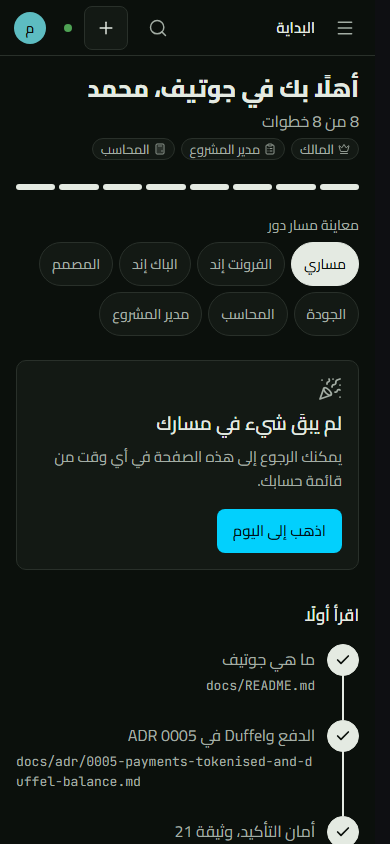 البداية
م
أهلًا بك في جوتيف، محمد
8 من 8 خطوات
المالك
مدير المشروع
المحاسب
معاينة مسار دور
مساري
الفرونت إند
الباك إند
المصمم
الجودة
المحاسب
مدير المشروع
لم يبقَ شيء في مسارك
يمكنك الرجوع إلى هذه الصفحة في أي وقت من
قائمة حسابك.
اذهب إلى اليوم
اقرأ أولًا
ما هي جوتيف
docs/README.md
الدفع وDuffel في ADR 0005
docs/adr/0005-payments-tokenised-and-d
uffel-balance.md
أمان التأكيد، وثيقة 21